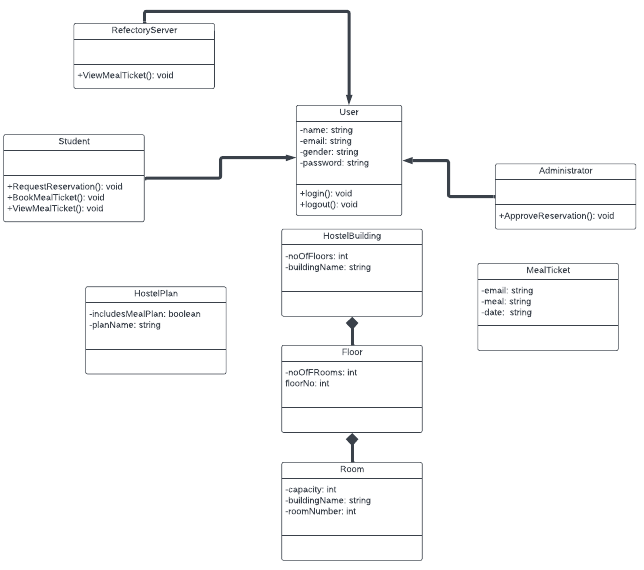 RefectoryServer
+ViewMealTicket(): void
User
-name: string
-email: string
-gender: string
-password: string
+login(): void
+logout(): void
Student
+RequestReservation(): void
+BookMealTicket(): void
+ViewMealTicket(): void
Administrator
+ApproveReservation(): void
HostelBuilding
-noOfFloors: int
-buildingName: string
MealTicket
-email: string
-meal: string
-date: string
HostelPlan
-includesMealPlan: boolean
-planName: string
Floor
-noOfFRooms: int
floorNo: int
Room
-capacity: int
-buildingName: string
-roomNumber: int